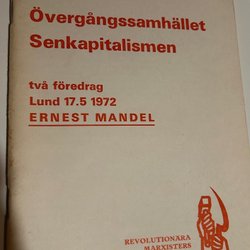 Övergångssamhället
Senkapitalismen
två föredrag
Lund 17.5 1972
ERNEST MANDEL
REVOLUTIONÄRA
MARXISTERS